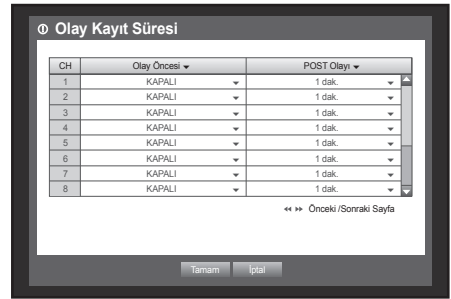 Olay Kayıt Süresi
CH Olay Öncesi POST Olayı
1 KAPALI 1 dak.
2 KAPALI 1 dak.
3 KAPALI 1 dak.
4 KAPALI 1 dak.
5 KAPALI 1 dak.
6 KAPALI 1 dak.
7 KAPALI 1 dak.
8 KAPALI 1 dak.
Önceki /Sonraki Sayfa
Tamam İptal